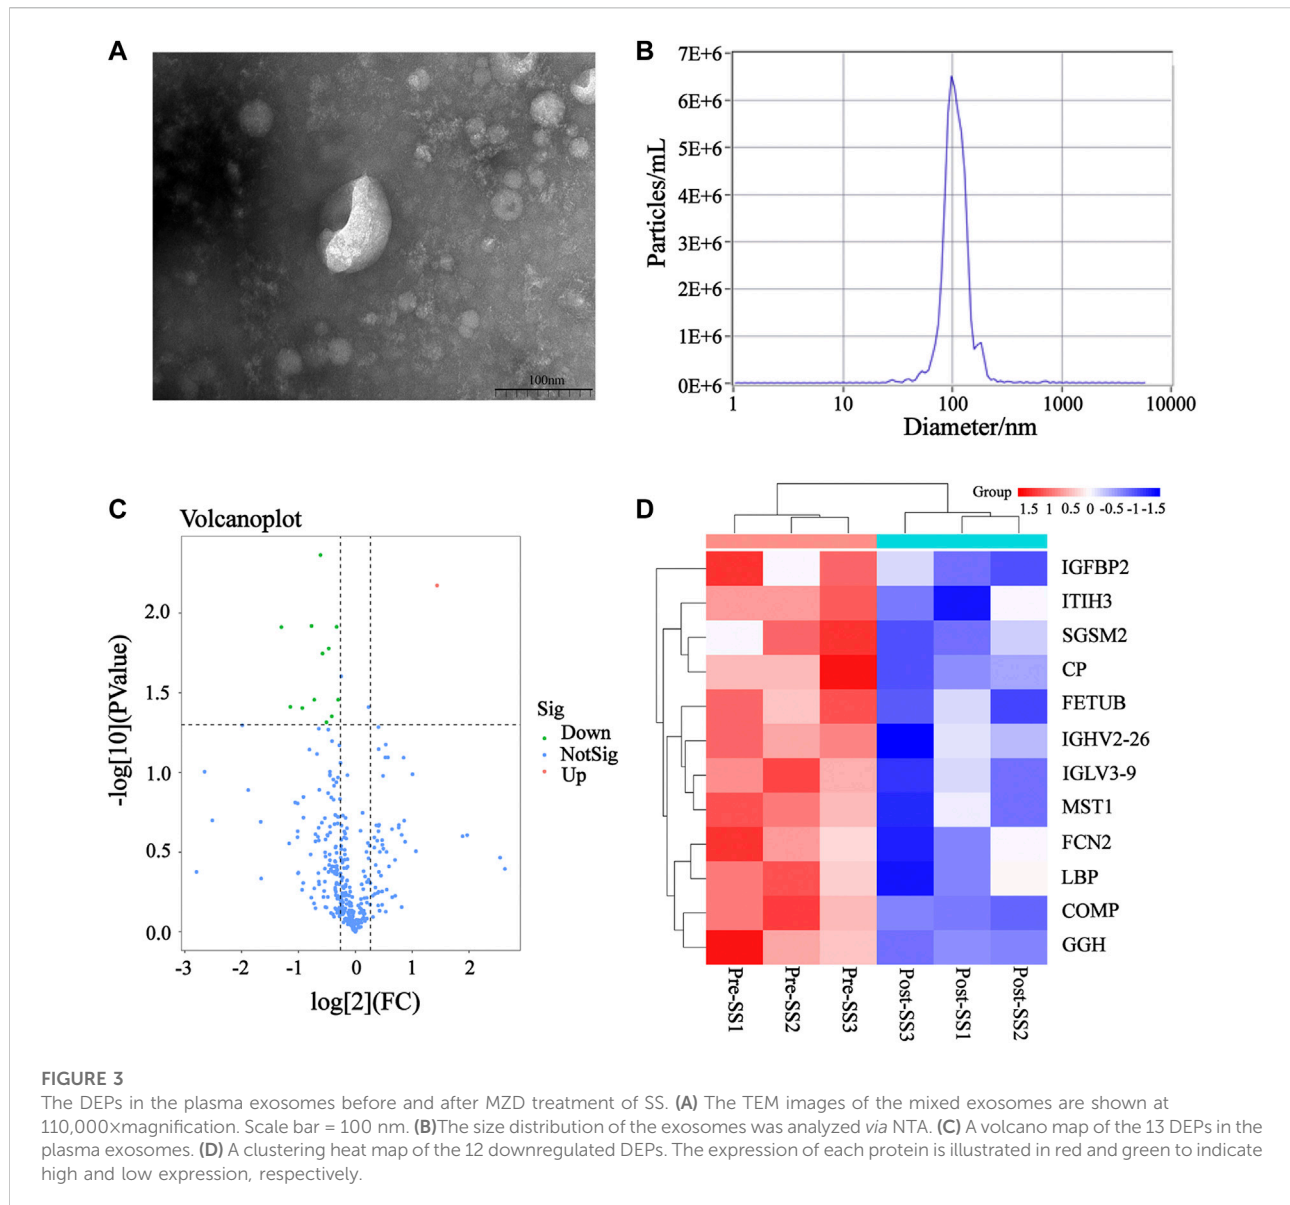 A
100nm
B
7E+6
6E+6
5E+6
4E+6
3E+6
2E+6
1E+6
0E+6
Particles/mL
1 10 100 1000 10000
Diameter/nm
C
Volcanoplot
2.0
1.5
1.0
0.5
0.0
-log[10](PValue)
-3 -2 -1 0 1 2
log[2](FC)
Sig
Down
NotSig
Up
D
Group
1.5 1 0.5 0 -0.5 -1 -1.5
IGFBP2
ITIH3
SGSM2
CP
FETUB
IGHV2-26
IGLV3-9
MST1
FCN2
LBP
COMP
GGH
Pre-SS1
Pre-SS2
Pre-SS3
Post-SS3
Post-SS1
Post-SS2
FIGURE 3
The DEPs in the plasma exosomes before and after MZD treatment of SS. (A) The TEM images of the mixed exosomes are shown at
110,000×magnification. Scale bar = 100 nm. (B)The size distribution of the exosomes was analyzed via NTA. (C) A volcano map of the 13 DEPs in the
plasma exosomes. (D) A clustering heat map of the 12 downregulated DEPs. The expression of each protein is illustrated in red and green to indicate
high and low expression, respectively.